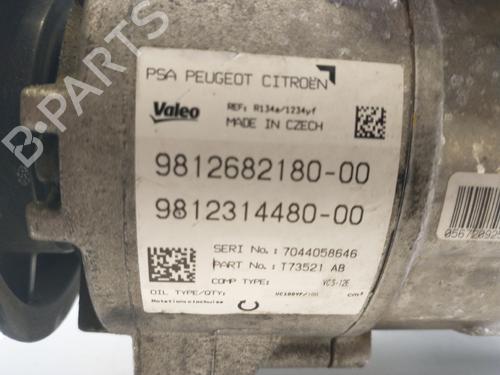 PSA PEUGEOT CITROËN
Valeo
REF: R134a/1234yf
MADE IN CZECH
9812682180-00
9812314480-00
SERI No.: 7044058646
PART No.: T73521 AB
COMP TYPE: VCS-12E
OIL TYPE/QTY: cm³
B-PARTS